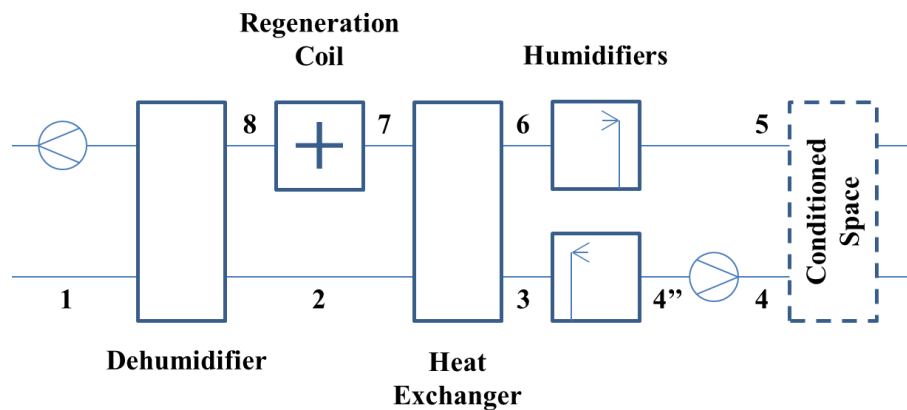 Regeneration
Coil
Humidifiers
8
7
6
5
Conditioned
Space
1
2
3
4”
4
Dehumidifier
Heat
Exchanger